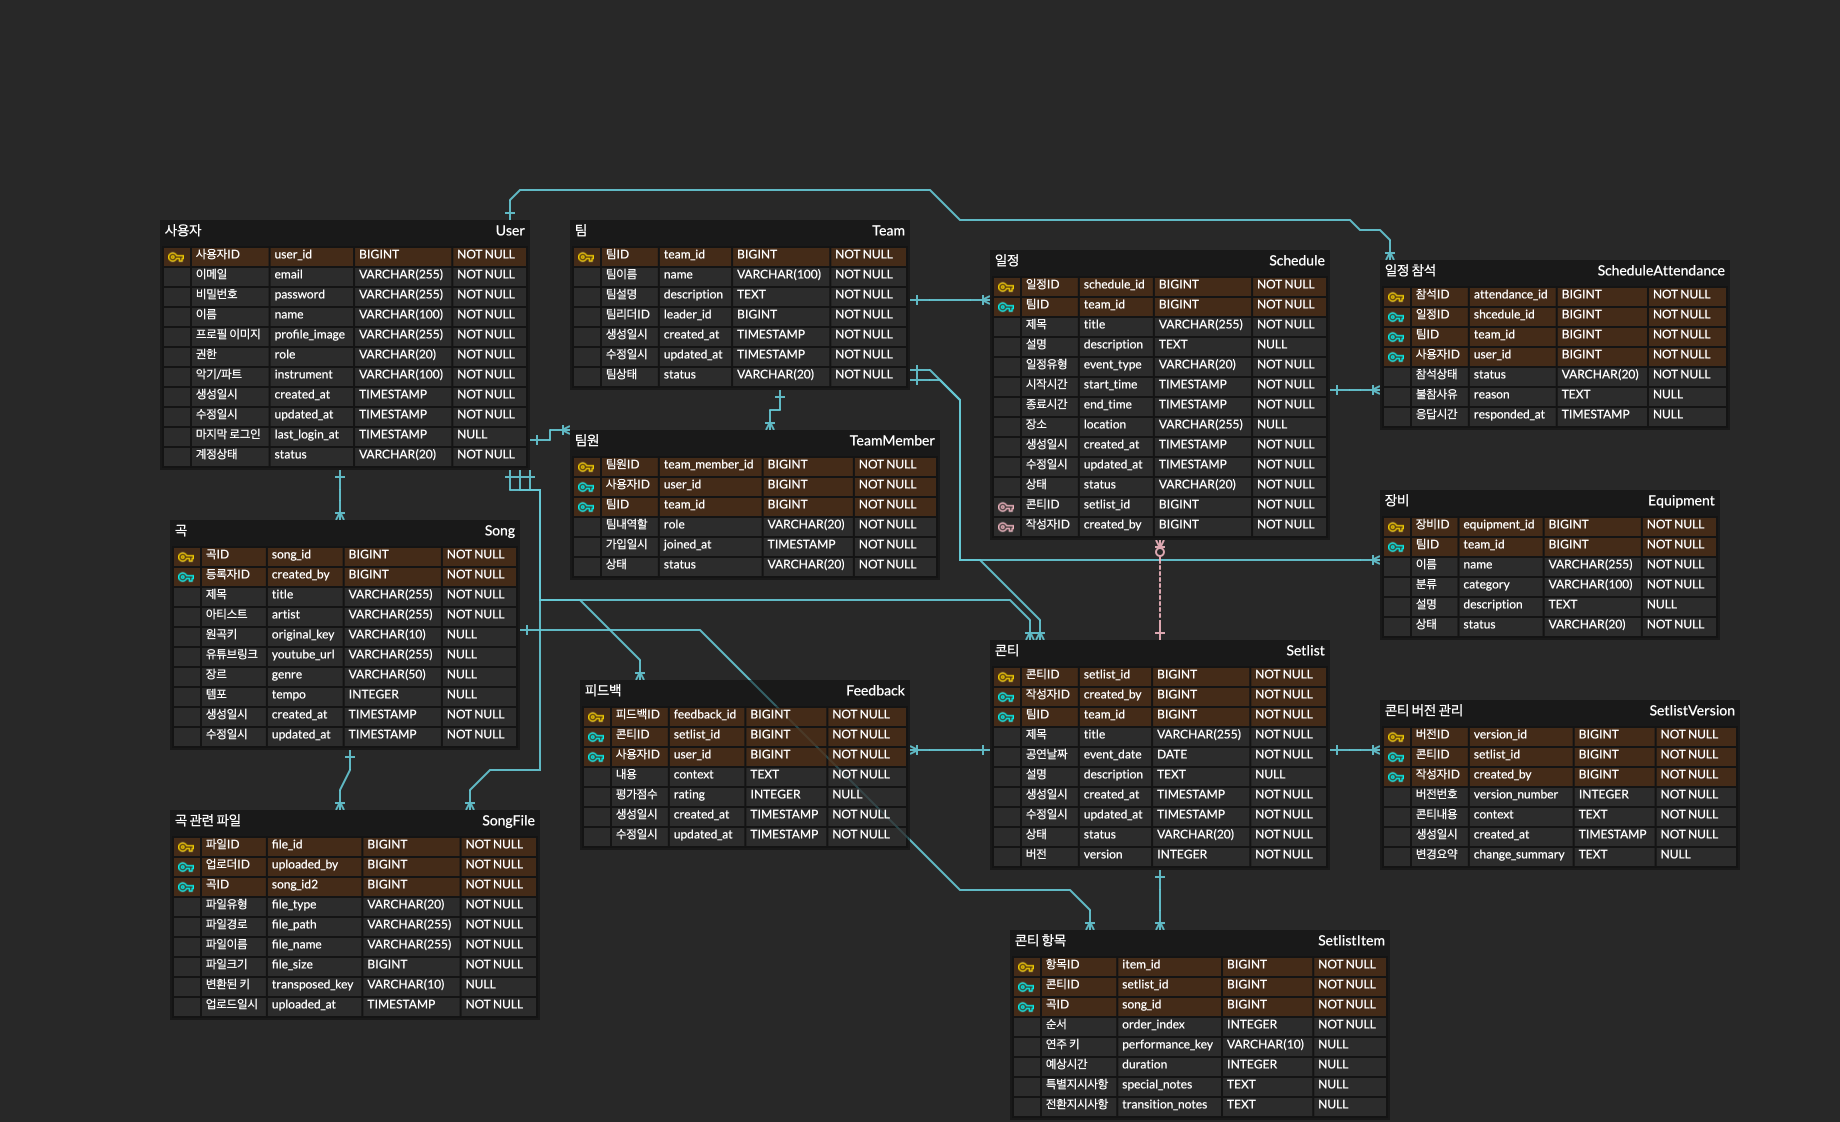 사용자 User
사용자ID user_id BIGINT NOT NULL
이메일 email VARCHAR(255) NOT NULL
비밀번호 password VARCHAR(255) NOT NULL
이름 name VARCHAR(100) NOT NULL
프로필 이미지 profile_image VARCHAR(255) NOT NULL
권한 role VARCHAR(20) NOT NULL
악기/파트 instrument VARCHAR(100) NOT NULL
생성일시 created_at TIMESTAMP NOT NULL
수정일시 updated_at TIMESTAMP NOT NULL
마지막 로그인 last_login_at TIMESTAMP NULL
계정상태 status VARCHAR(20) NOT NULL
팀 Team
팀ID team_id BIGINT NOT NULL
팀이름 name VARCHAR(100) NOT NULL
팀설명 description TEXT NOT NULL
팀리더ID leader_id BIGINT NOT NULL
생성일시 created_at TIMESTAMP NOT NULL
수정일시 updated_at TIMESTAMP NOT NULL
팀상태 status VARCHAR(20) NOT NULL
일정 Schedule
일정ID schedule_id BIGINT NOT NULL
팀ID team_id BIGINT NOT NULL
제목 title VARCHAR(255) NOT NULL
설명 description TEXT NULL
일정유형 event_type VARCHAR(20) NOT NULL
시작시간 start_time TIMESTAMP NOT NULL
종료시간 end_time TIMESTAMP NOT NULL
장소 location VARCHAR(255) NULL
생성일시 created_at TIMESTAMP NOT NULL
수정일시 updated_at TIMESTAMP NOT NULL
상태 status VARCHAR(20) NOT NULL
콘티ID setlist_id BIGINT NOT NULL
작성자ID created_by BIGINT NOT NULL
일정 참석 ScheduleAttendance
참석ID attendance_id BIGINT NOT NULL
일정ID shcedule_id BIGINT NOT NULL
팀ID team_id BIGINT NOT NULL
사용자ID user_id BIGINT NOT NULL
참석상태 status VARCHAR(20) NOT NULL
불참사유 reason TEXT NULL
응답시간 responded_at TIMESTAMP NULL
팀원 TeamMember
팀원ID team_member_id BIGINT NOT NULL
사용자ID user_id BIGINT NOT NULL
팀ID team_id BIGINT NOT NULL
팀내역할 role VARCHAR(20) NOT NULL
가입일시 joined_at TIMESTAMP NOT NULL
상태 status VARCHAR(20) NOT NULL
장비 Equipment
장비ID equipment_id BIGINT NOT NULL
팀ID team_id BIGINT NOT NULL
이름 name VARCHAR(255) NOT NULL
분류 category VARCHAR(100) NOT NULL
설명 description TEXT NULL
상태 status VARCHAR(20) NOT NULL
곡 Song
곡ID song_id BIGINT NOT NULL
등록자ID created_by BIGINT NOT NULL
제목 title VARCHAR(255) NOT NULL
아티스트 artist VARCHAR(255) NOT NULL
원곡키 original_key VARCHAR(10) NULL
유튜브링크 youtube_url VARCHAR(255) NULL
장르 genre VARCHAR(50) NULL
템포 tempo INTEGER NULL
생성일시 created_at TIMESTAMP NOT NULL
수정일시 updated_at TIMESTAMP NOT NULL
피드백 Feedback
피드백ID feedback_id BIGINT NOT NULL
콘티ID setlist_id BIGINT NOT NULL
사용자ID user_id BIGINT NOT NULL
내용 context TEXT NOT NULL
평가점수 rating INTEGER NULL
생성일시 created_at TIMESTAMP NOT NULL
수정일시 updated_at TIMESTAMP NOT NULL
콘티 Setlist
콘티ID setlist_id BIGINT NOT NULL
작성자ID created_by BIGINT NOT NULL
팀ID team_id BIGINT NOT NULL
제목 title VARCHAR(255) NOT NULL
공연날짜 event_date DATE NOT NULL
설명 description TEXT NULL
생성일시 created_at TIMESTAMP NOT NULL
수정일시 updated_at TIMESTAMP NOT NULL
상태 status VARCHAR(20) NOT NULL
버전 version INTEGER NOT NULL
콘티 버전 관리 SetlistVersion
버전ID version_id BIGINT NOT NULL
콘티ID setlist_id BIGINT NOT NULL
작성자ID created_by BIGINT NOT NULL
버전번호 version_number INTEGER NOT NULL
콘티내용 context TEXT NOT NULL
생성일시 created_at TIMESTAMP NOT NULL
변경요약 change_summary TEXT NULL
곡 관련 파일 SongFile
파일ID file_id BIGINT NOT NULL
업로더ID uploaded_by BIGINT NOT NULL
곡ID song_id2 BIGINT NOT NULL
파일유형 file_type VARCHAR(20) NOT NULL
파일경로 file_path VARCHAR(255) NOT NULL
파일이름 file_name VARCHAR(255) NOT NULL
파일크기 file_size BIGINT NOT NULL
변환된 키 transposed_key VARCHAR(10) NULL
업로드일시 uploaded_at TIMESTAMP NOT NULL
콘티 항목 SetlistItem
항목ID item_id BIGINT NOT NULL
콘티ID setlist_id BIGINT NOT NULL
곡ID song_id BIGINT NOT NULL
순서 order_index INTEGER NOT NULL
연주 키 performance_key VARCHAR(10) NULL
예상시간 duration INTEGER NULL
특별지시사항 special_notes TEXT NULL
전환지시사항 transition_notes TEXT NULL